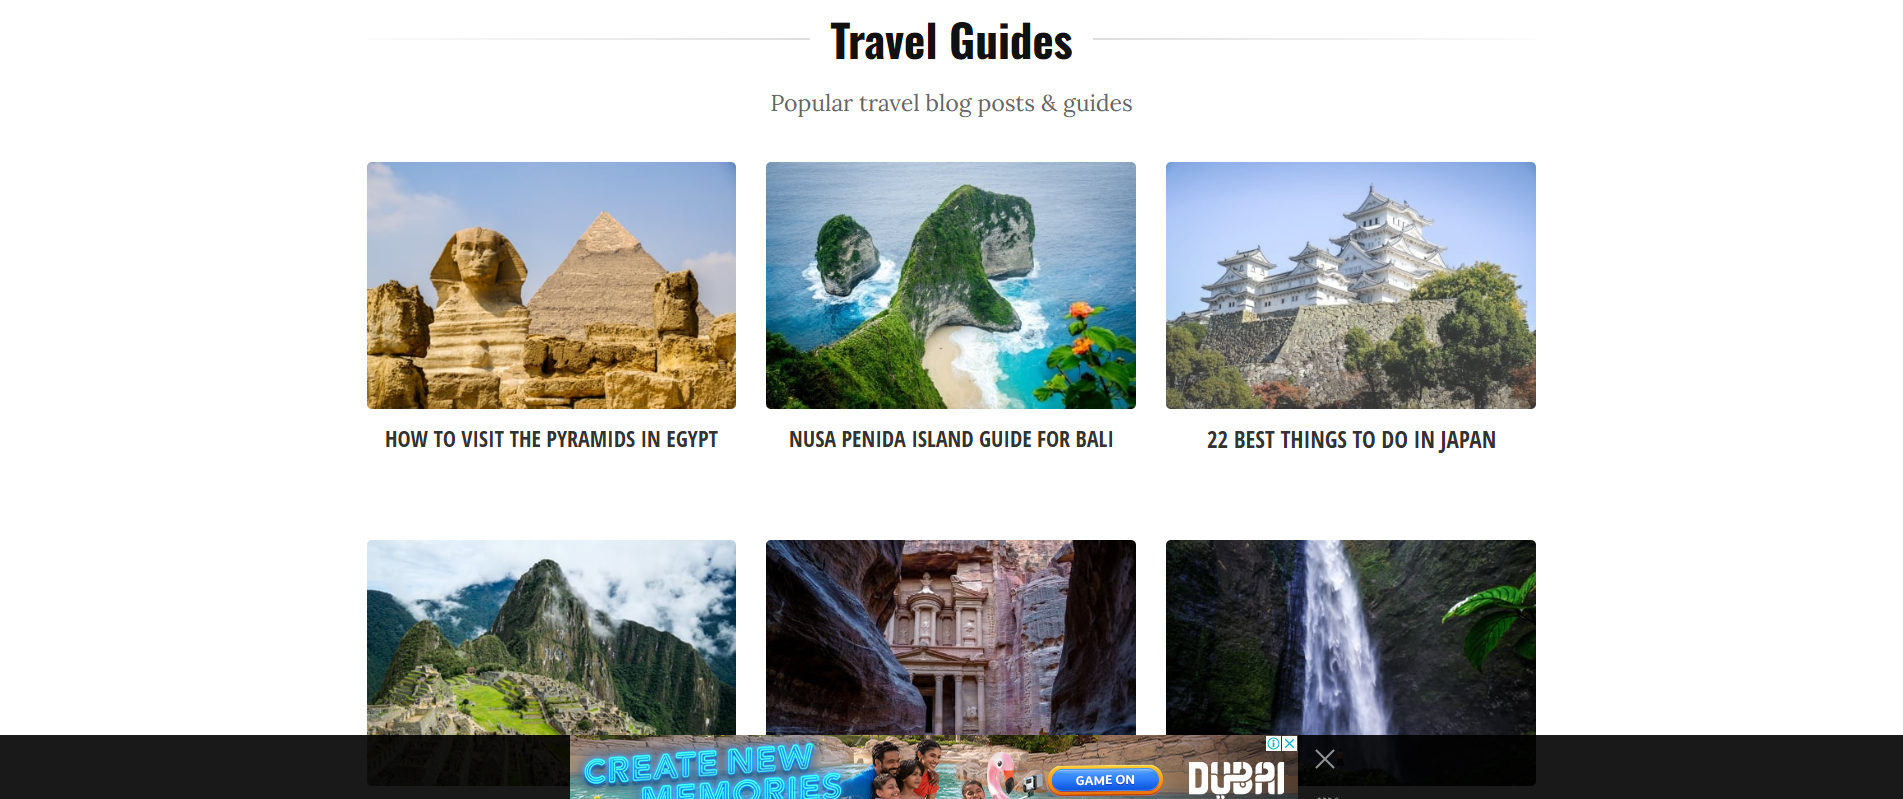 Travel Guides
Popular travel blog posts & guides
HOW TO VISIT THE PYRAMIDS IN EGYPT
NUSA PENIDA ISLAND GUIDE FOR BALI
22 BEST THINGS TO DO IN JAPAN
CREATE NEW
MEMORIES
GAME ON
DUBAI